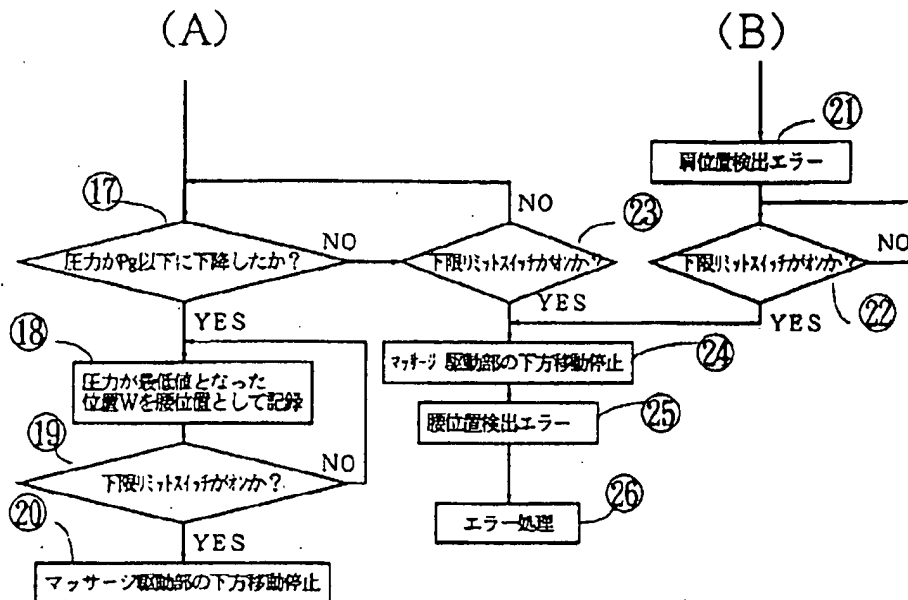 (A)
(B)
21
肩位置検出エラー
17
NO
23
圧力がPg以下に下降したか?
NO
下限リミットスイッチがオンか?
下限リミットスイッチがオンか?
NO
22
YES
YES
YES
18
マッサージ駆動部の下方移動停止
24
圧力が最低値となった
位置Wを腰位置として記録
腰位置検出エラー
25
19
下限リミットスイッチがオンか?
NO
20
エラー処理
26
YES
マッサージ駆動部の下方移動停止